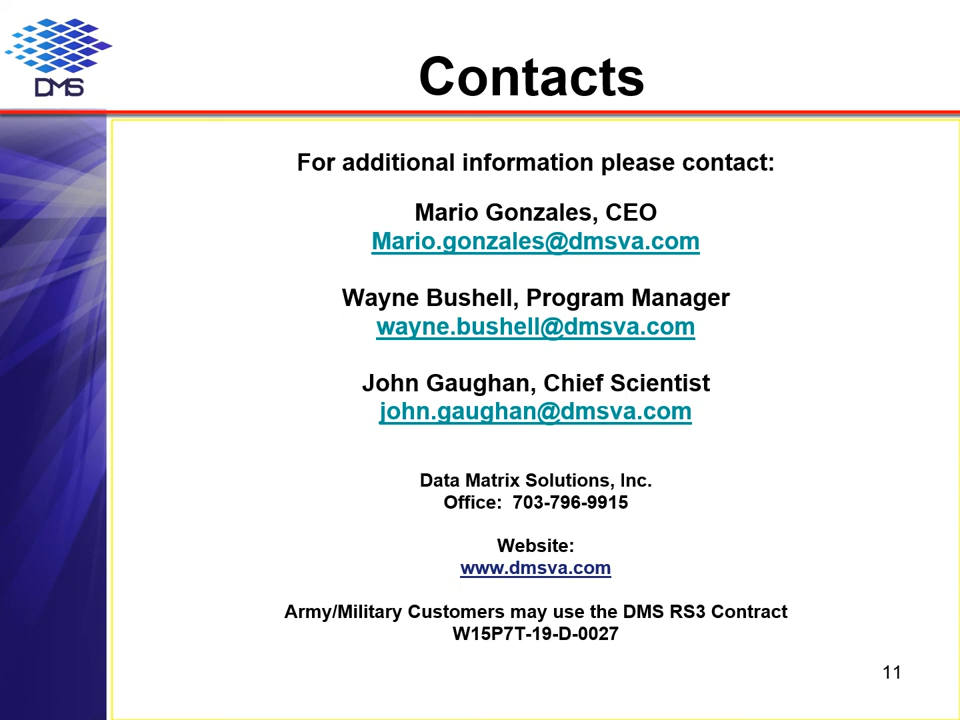 DMS
Contacts
For additional information please contact:
Mario Gonzales, CEO
Mario.gonzales@dmsva.com
Wayne Bushell, Program Manager
wayne.bushell@dmsva.com
John Gaughan, Chief Scientist
john.gaughan@dmsva.com
Data Matrix Solutions, Inc.
Office:  703-796-9915
Website:
www.dmsva.com
Army/Military Customers may use the DMS RS3 Contract
W15P7T-19-D-0027
11